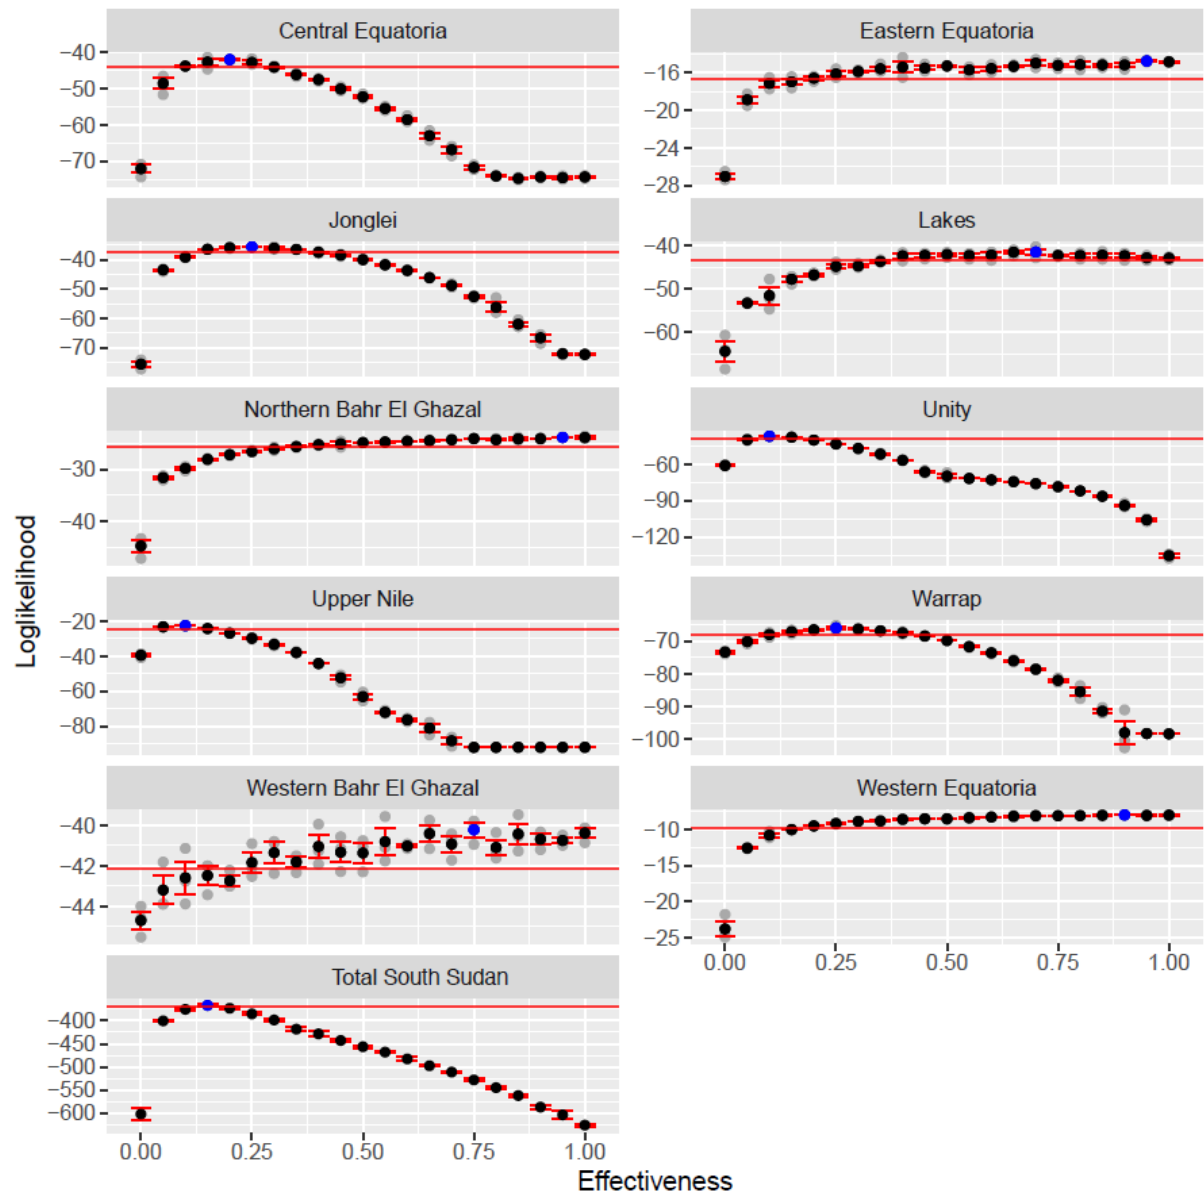 Central Equatoria
−40
−50
−60
−70
Eastern Equatoria
−16
−20
−24
−28
Jonglei
−40
−50
−60
−70
Lakes
−40
−50
−60
Northern Bahr El Ghazal
−30
−40
Unity
−60
−90
−120
Upper Nile
−20
−40
−60
−80
Warrap
−70
−80
−90
−100
Western Bahr El Ghazal
−40
−42
−44
Western Equatoria
−10
−15
−20
−25
0.00 0.25 0.50 0.75 1.00
Total South Sudan
−400
−450
−500
−550
−600
0.00 0.25 0.50 0.75 1.00
Loglikelihood
Effectiveness